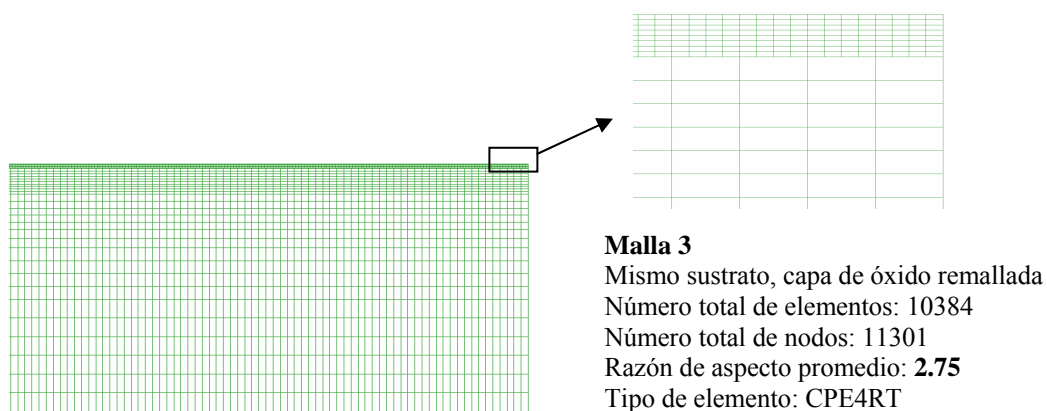 Malla 3
Mismo sustrato, capa de óxido remallada
Número total de elementos: 10384
Número total de nodos: 11301
Razón de aspecto promedio: 2.75
Tipo de elemento: CPE4RT